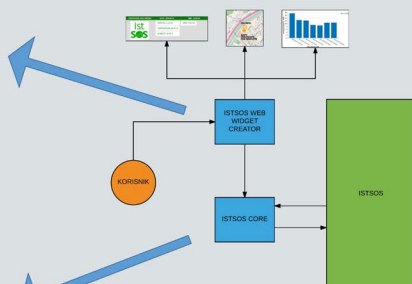 ist
SOS
ISTSOS WEB
WIDGET
CREATOR
KORISNIK
ISTSOS
ISTSOS CORE